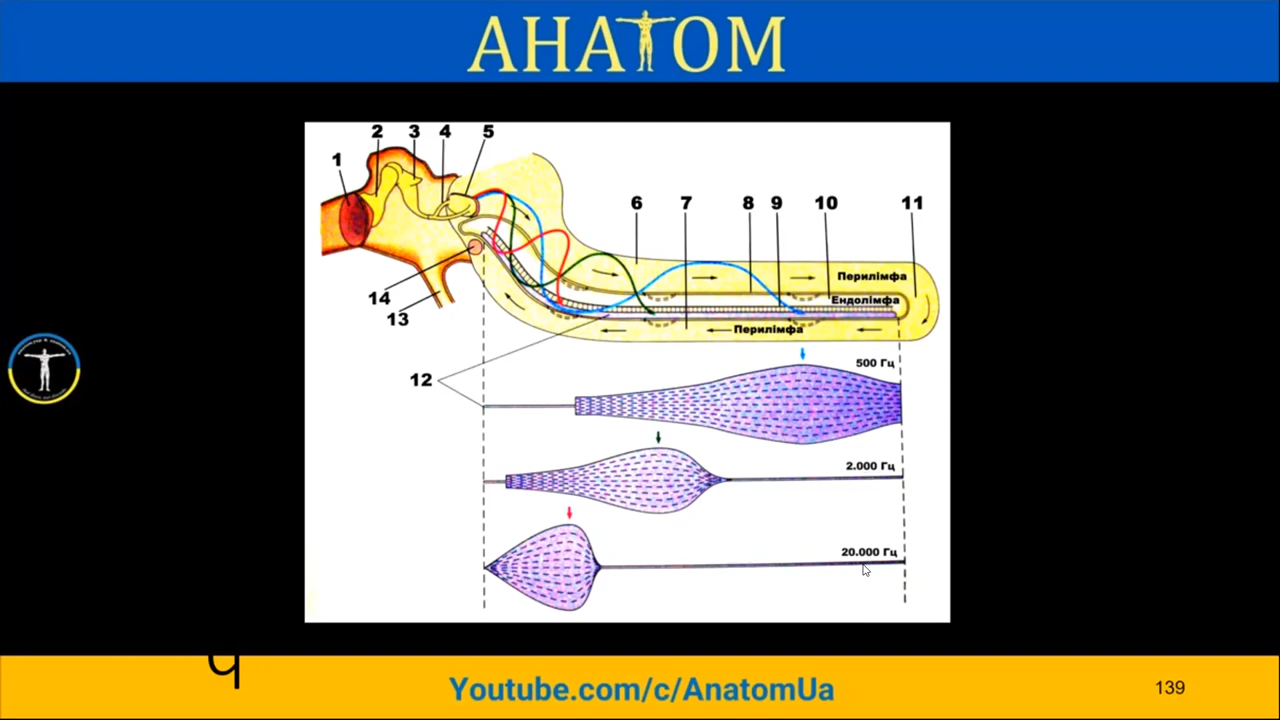 АНАТОМ
1
2
3
4
5
6
7
8
9
10
11
Перилімфа
Ендолімфа
Перилімфа
14
13
12
500 Гц
2.000 Гц
20.000 Гц
Ч
Youtube.com/c/AnatomUa
139